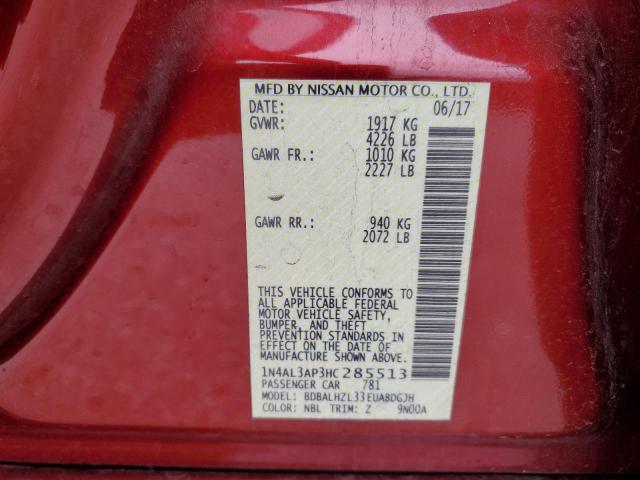 MFD BY NISSAN MOTOR CO., LTD.
DATE: 06/17
GVWR: 1917 KG
4226 LB
GAWR FR.: 1010 KG
2227 LB
GAWR RR.: 940 KG
2072 LB
THIS VEHICLE CONFORMS TO
ALL APPLICABLE FEDERAL
MOTOR VEHICLE SAFETY,
BUMPER, AND THEFT
PREVENTION STANDARDS IN
EFFECT ON THE DATE OF
MANUFACTURE SHOWN ABOVE.
1N4AL3AP3HC285513
PASSENGER CAR 781
MODEL: BDBALHZL33EUA8DGJH
COLOR: NBL TRIM: Z 9N00A